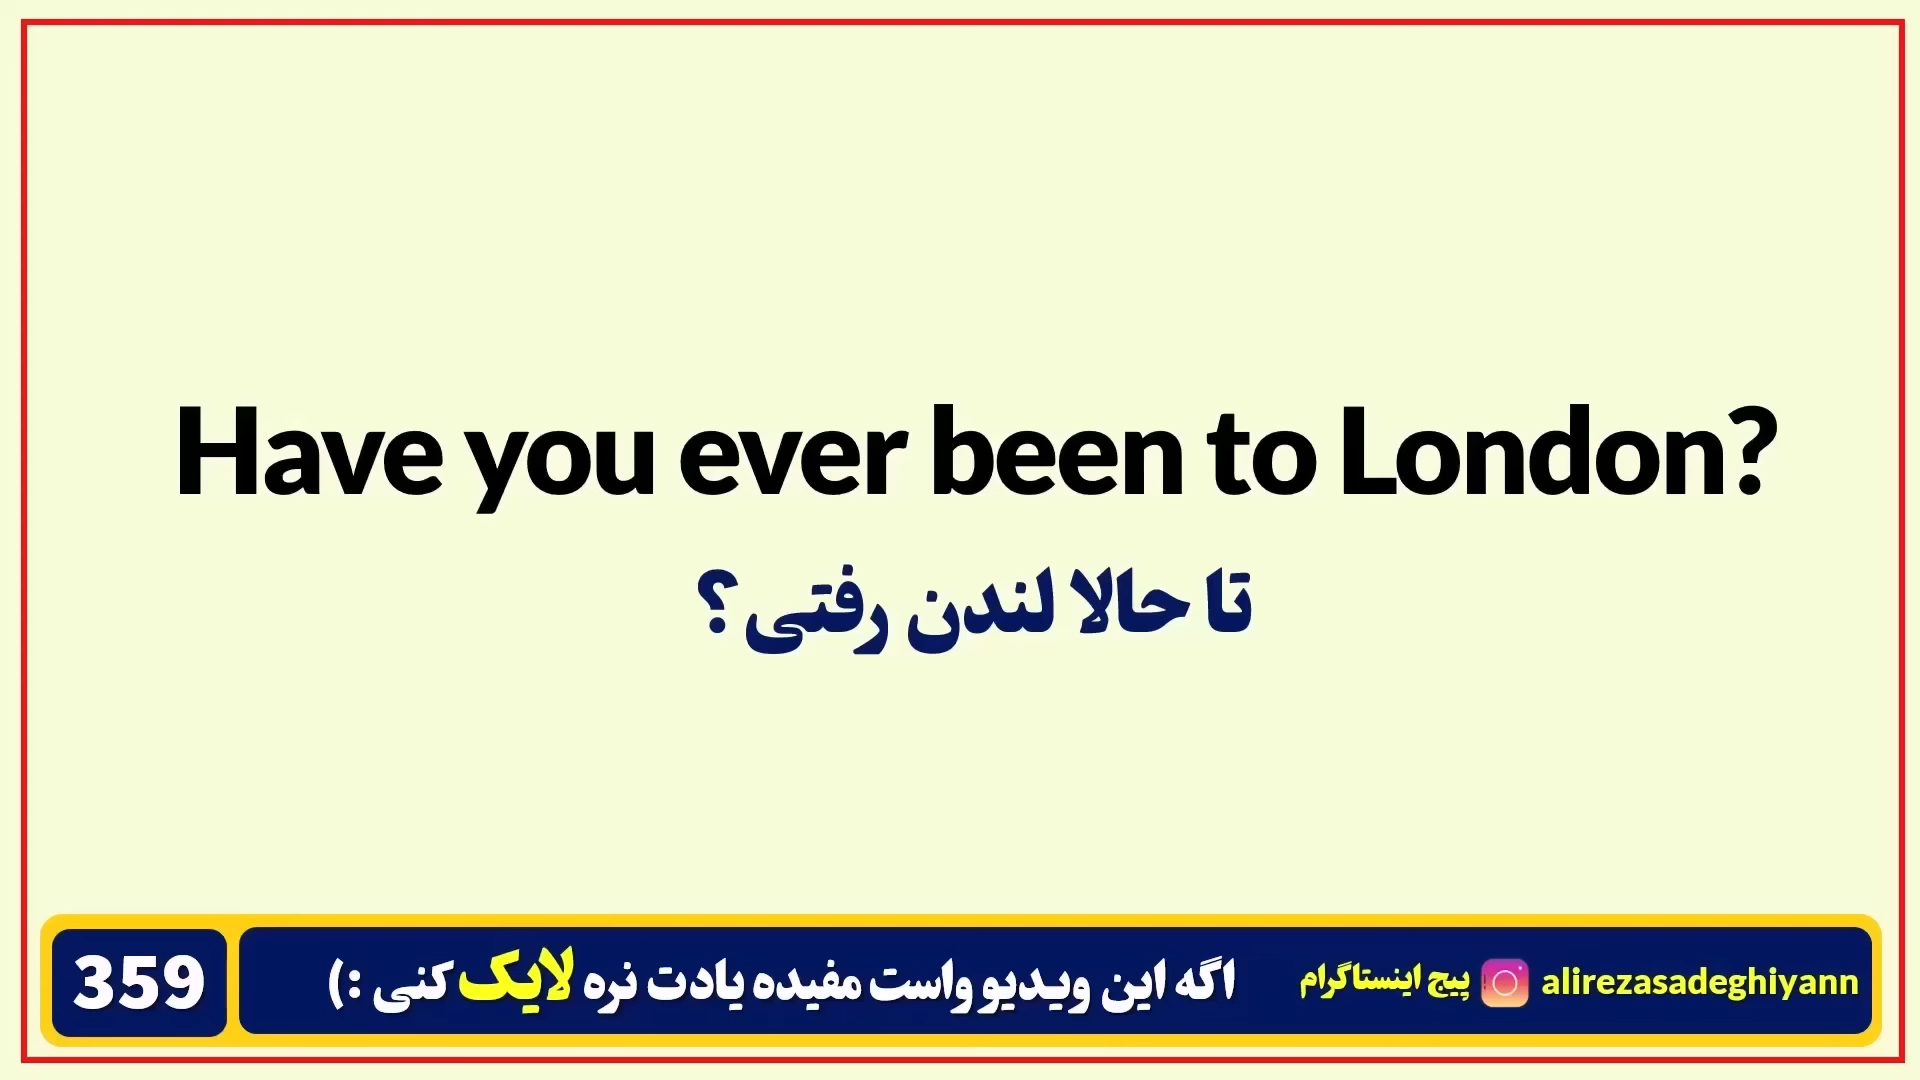 Have you ever been to London?
تا حالا لندن رفتی؟
359
اگه این ویدیو واست مفیده یادت نره لایک کنی :)
پیج اینستاگرام
alirezasadeghiyann